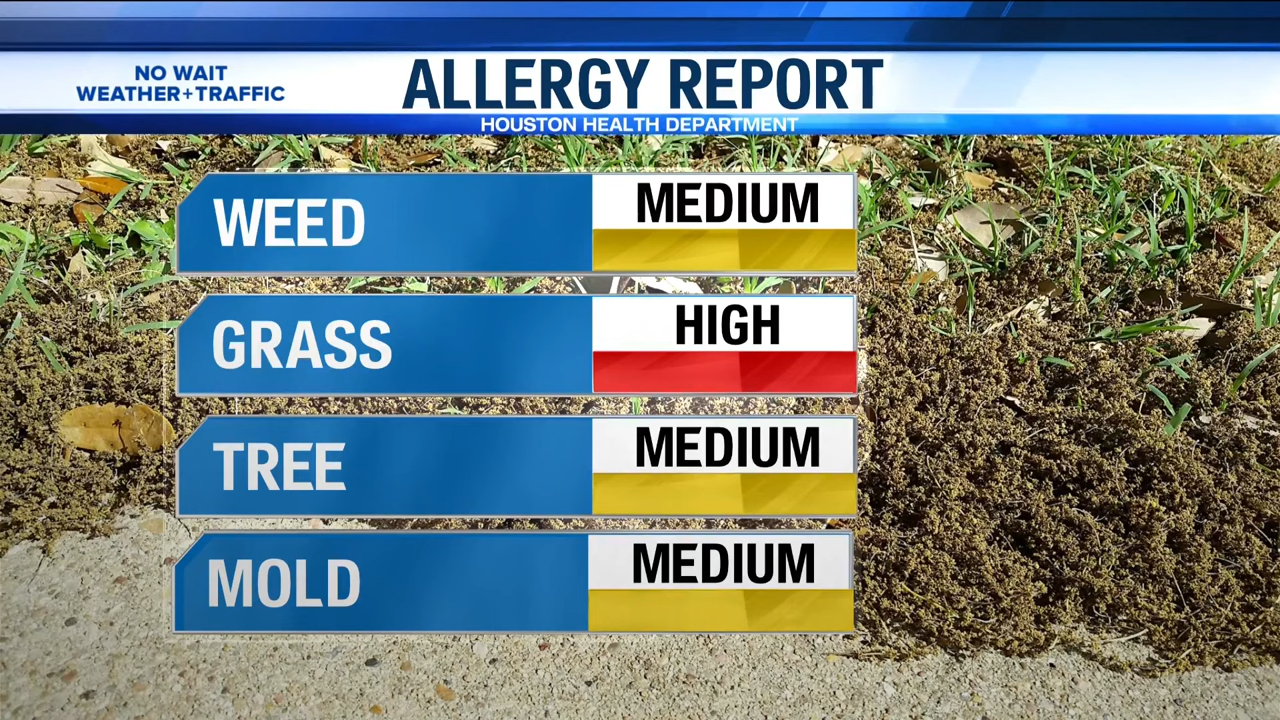 NO WAIT
WEATHER+TRAFFIC
ALLERGY REPORT
HOUSTON HEALTH DEPARTMENT
WEED
MEDIUM
GRASS
HIGH
TREE
MEDIUM
MOLD
MEDIUM